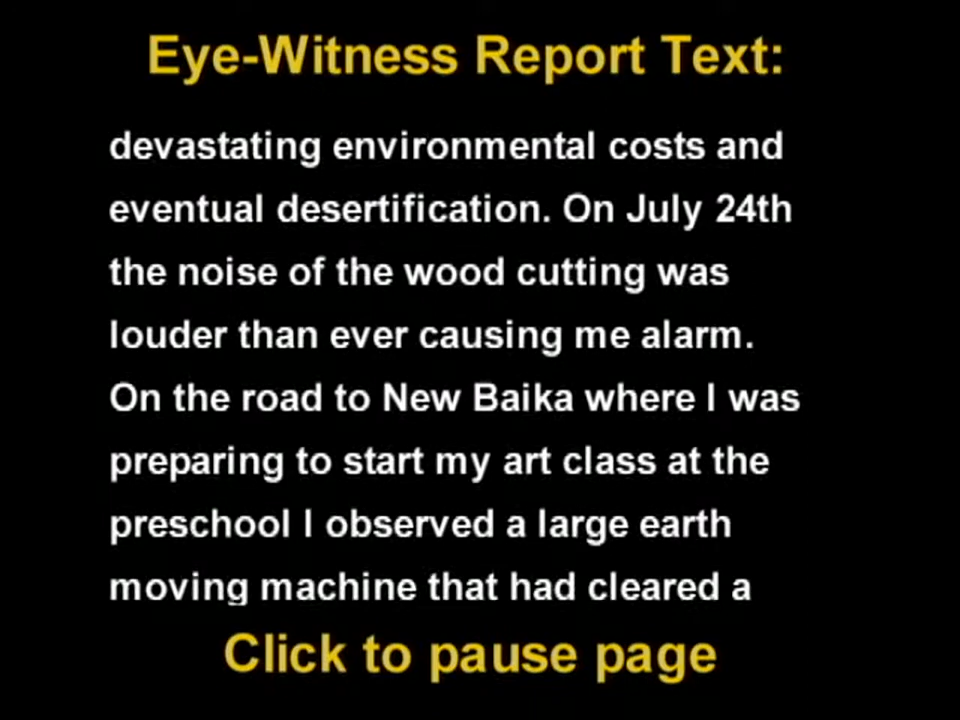 Eye-Witness Report Text:
devastating environmental costs and
eventual desertification. On July 24th
the noise of the wood cutting was
louder than ever causing me alarm.
On the road to New Baika where I was
preparing to start my art class at the
preschool I observed a large earth
moving machine that had cleared a
Click to pause page